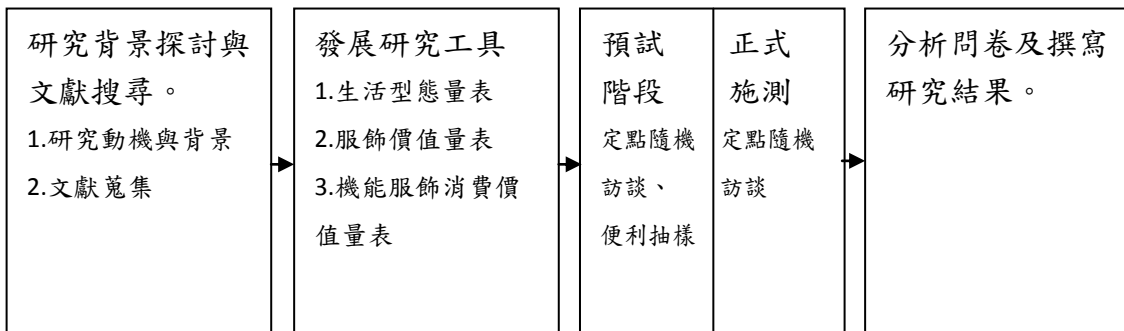 研究背景探討與
文獻搜尋。
1.研究動機與背景
2.文獻蒐集
發展研究工具
1.生活型態量表
2.服飾價值量表
3.機能服飾消費價
值量表
預試
階段
定點隨機
訪談、
便利抽樣
正式
施測
定點隨機
訪談
分析問卷及撰寫
研究結果。